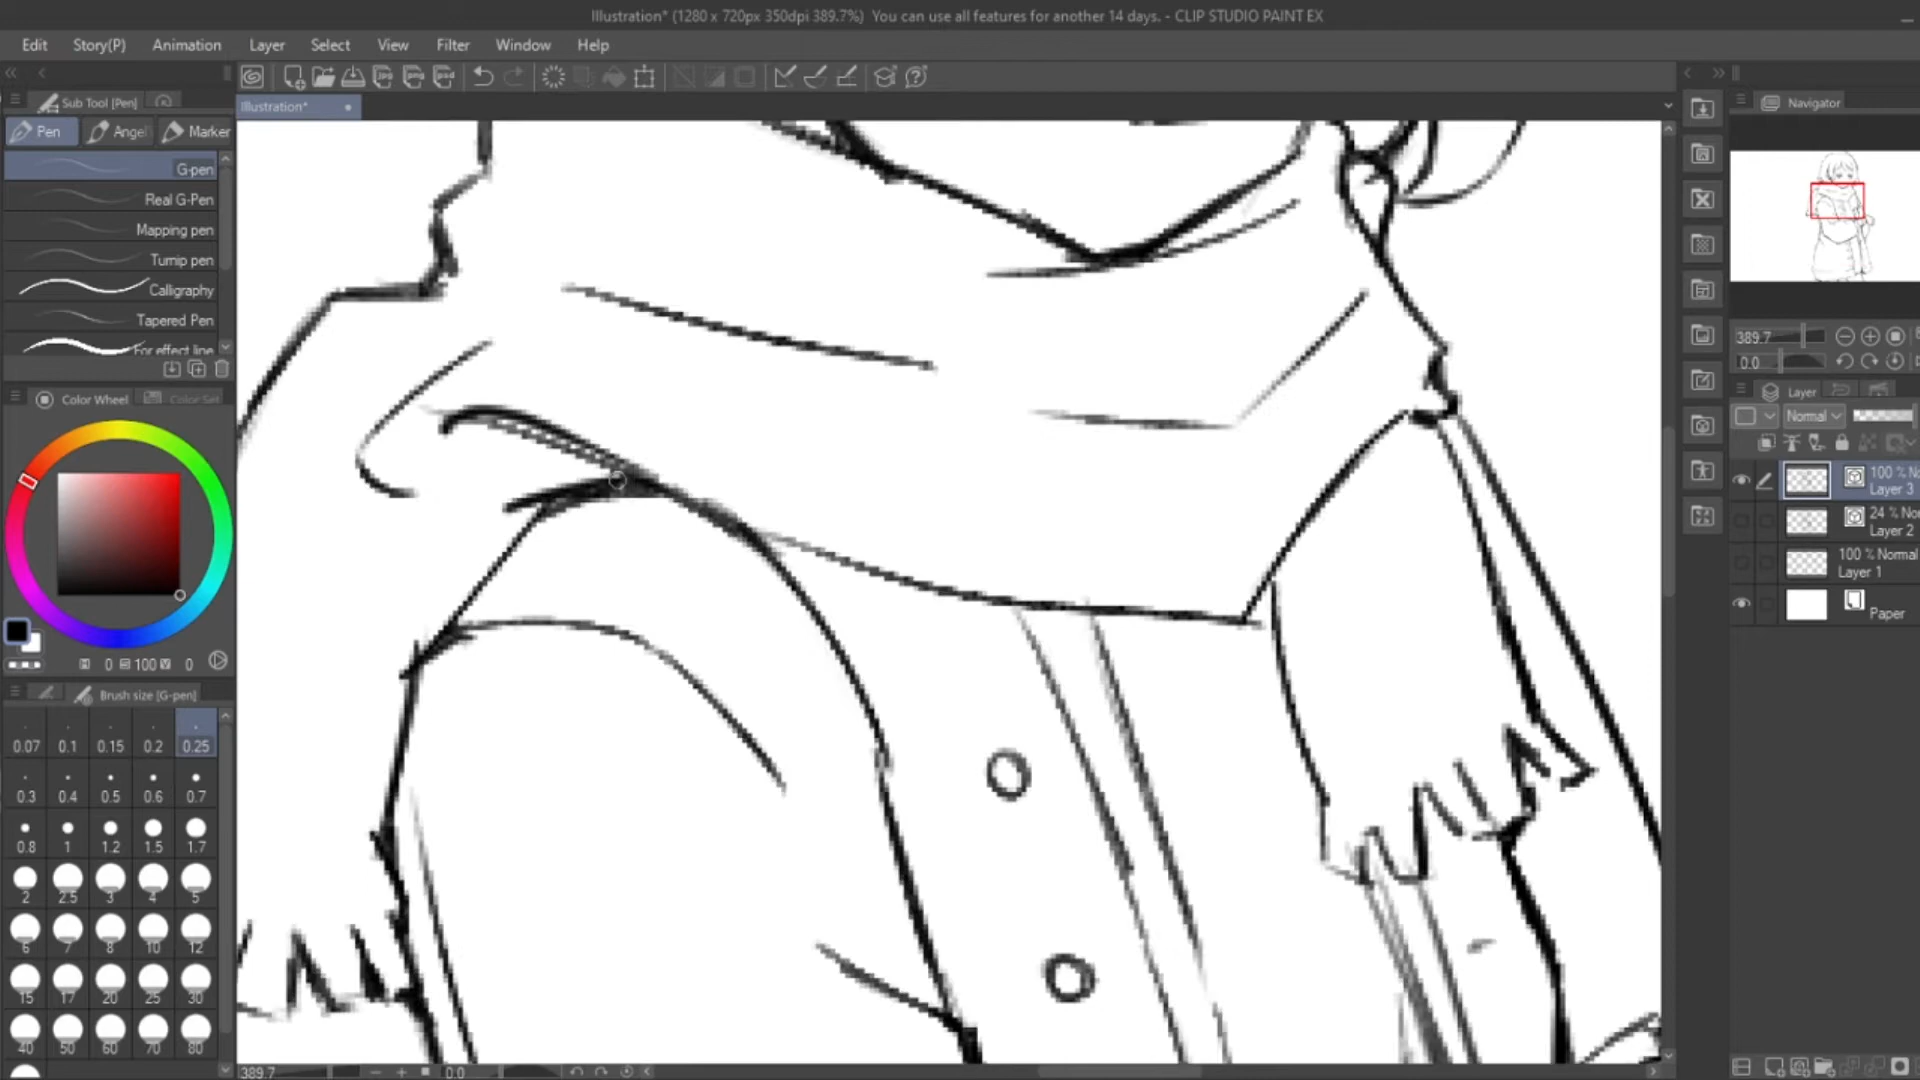 Illustration* (1280 x 720px 350dpi 389.7%) You can use all features for another 14 days. - CLIP STUDIO PAINT EX
Edit Story(P) Animation Layer Select View Filter Window Help
Sub Tool [Pen]
Illustration*
Navigator
Pen Marker
G-pen
Real G-Pen
Mapping pen
Turnip pen
Calligraphy
Tapered Pen
For effect line
389.7
0.0
Color Wheel Color Set
Layer
Normal
100 % No
Layer 3
24 % Nor
Layer 2
100 % Normal
Layer 1
Paper
0 100 0
Brush size [G-pen]
0.07 0.1 0.15 0.2 0.25
0.3 0.4 0.5 0.6 0.7
0.8 1 1.2 1.5 1.7
2 2.5 3 4 5
6 7 8 10 12
15 17 20 25 30
40 50 60 70 80
389.7 0.0